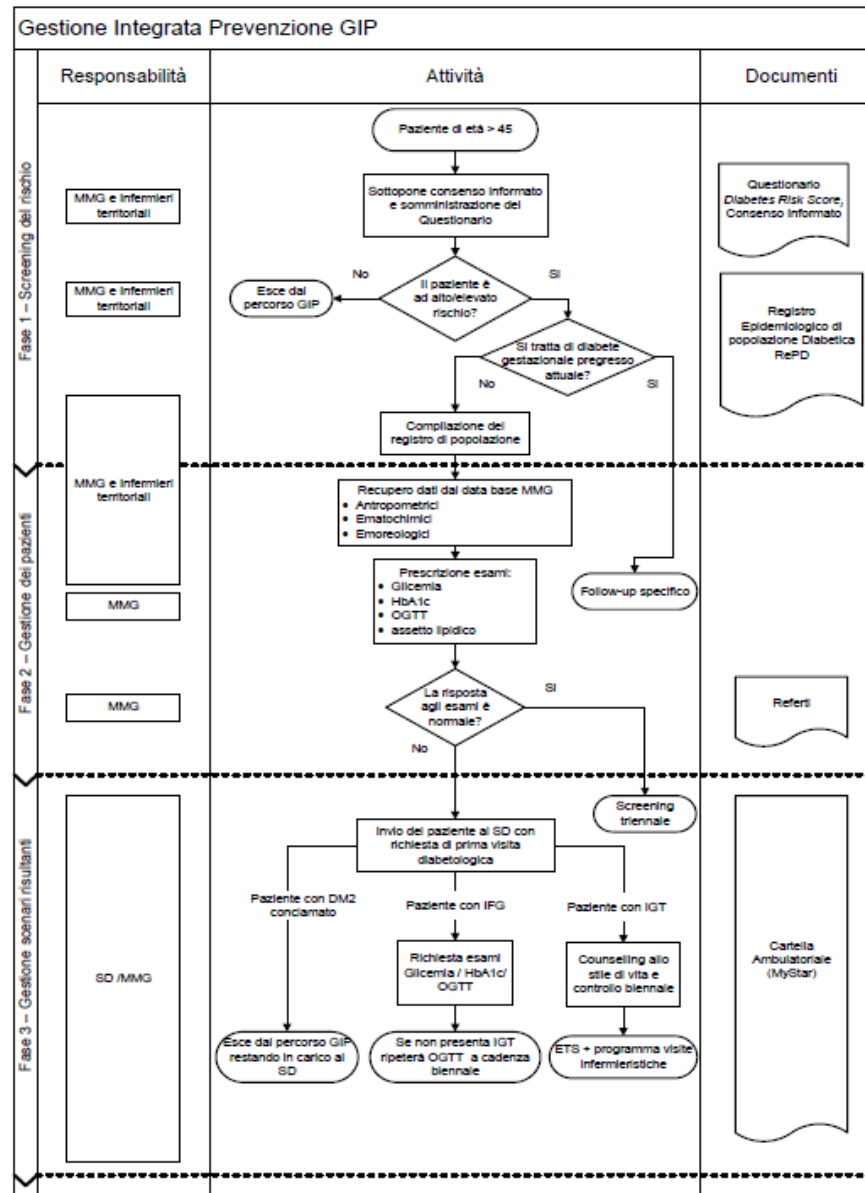 Gestione Integrata Prevenzione GIP
Responsabilità
Attività
Documenti
Fase 1 – Screening del rischio
Paziente di età > 45
MMG e infermieri
territoriali
Sottopone consenso informato
e somministrazione del
Questionario
Questionario
Diabetes Risk Score,
Consenso informato
MMG e infermieri
territoriali
No
Si
Esce dal
percorso GIP
Il paziente è
ad alto/elevato
rischio?
Registro
Epidemiologico di
popolazione Diabetica
RePD
Si tratta di diabete
gestazionale pregresso
attuale?
No
Si
Compilazione del
registro di popolazione
MMG e infermieri
territoriali
Fase 2 – Gestione dei pazienti
Recupero dati dal data base MMG
• Antropometrici
• Ematochimici
• Emoreologici
Prescrizione esami:
• Glicemia
• HbA1c
• OGTT
• assetto lipidico
Follow-up specifico
MMG
MMG
La risposta
agli esami è
normale?
Si
No
Referti
Fase 3 – Gestione scenari risultanti
Screening
triennale
Invio del paziente al SD con
richiesta di prima visita
diabetologica
Paziente con DM2
conclamato
Paziente con IFG
Paziente con IGT
SD /MMG
Richiesta esami
Glicemia / HbA1c/
OGTT
Counselling allo
stile di vita e
controllo biennale
Cartella
Ambulatoriale
(MyStar)
Esce dal percorso GIP
restando in carico al
SD
Se non presenta IGT
ripeterà OGTT a cadenza
biennale
ETS + programma visite
infermieristiche